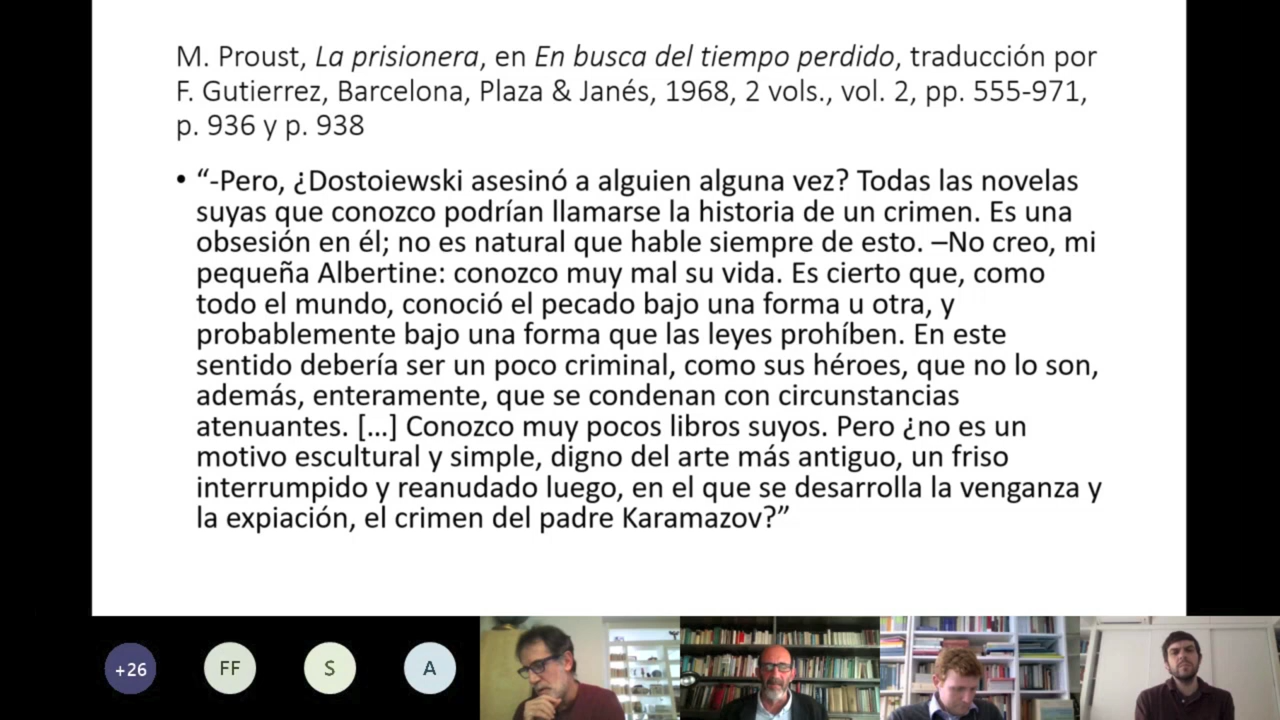 M. Proust, La prisionera, en En busca del tiempo perdido, traducción por
F. Gutierrez, Barcelona, Plaza & Janés, 1968, 2 vols., vol. 2, pp. 555-971,
p. 936 y p. 938
• “-Pero, ¿Dostoiewski asesinó a alguien alguna vez? Todas las novelas
suyas que conozco podrían llamarse la historia de un crimen. Es una
obsesión en él; no es natural que hable siempre de esto. –No creo, mi
pequeña Albertine: conozco muy mal su vida. Es cierto que, como
todo el mundo, conoció el pecado bajo una forma u otra, y
probablemente bajo una forma que las leyes prohíben. En este
sentido debería ser un poco criminal, como sus héroes, que no lo son,
además, enteramente, que se condenan con circunstancias
atenuantes. […] Conozco muy pocos libros suyos. Pero ¿no es un
motivo escultural y simple, digno del arte más antiguo, un friso
interrumpido y reanudado luego, en el que se desarrolla la venganza y
la expiación, el crimen del padre Karamazov?”
+26 FF S A